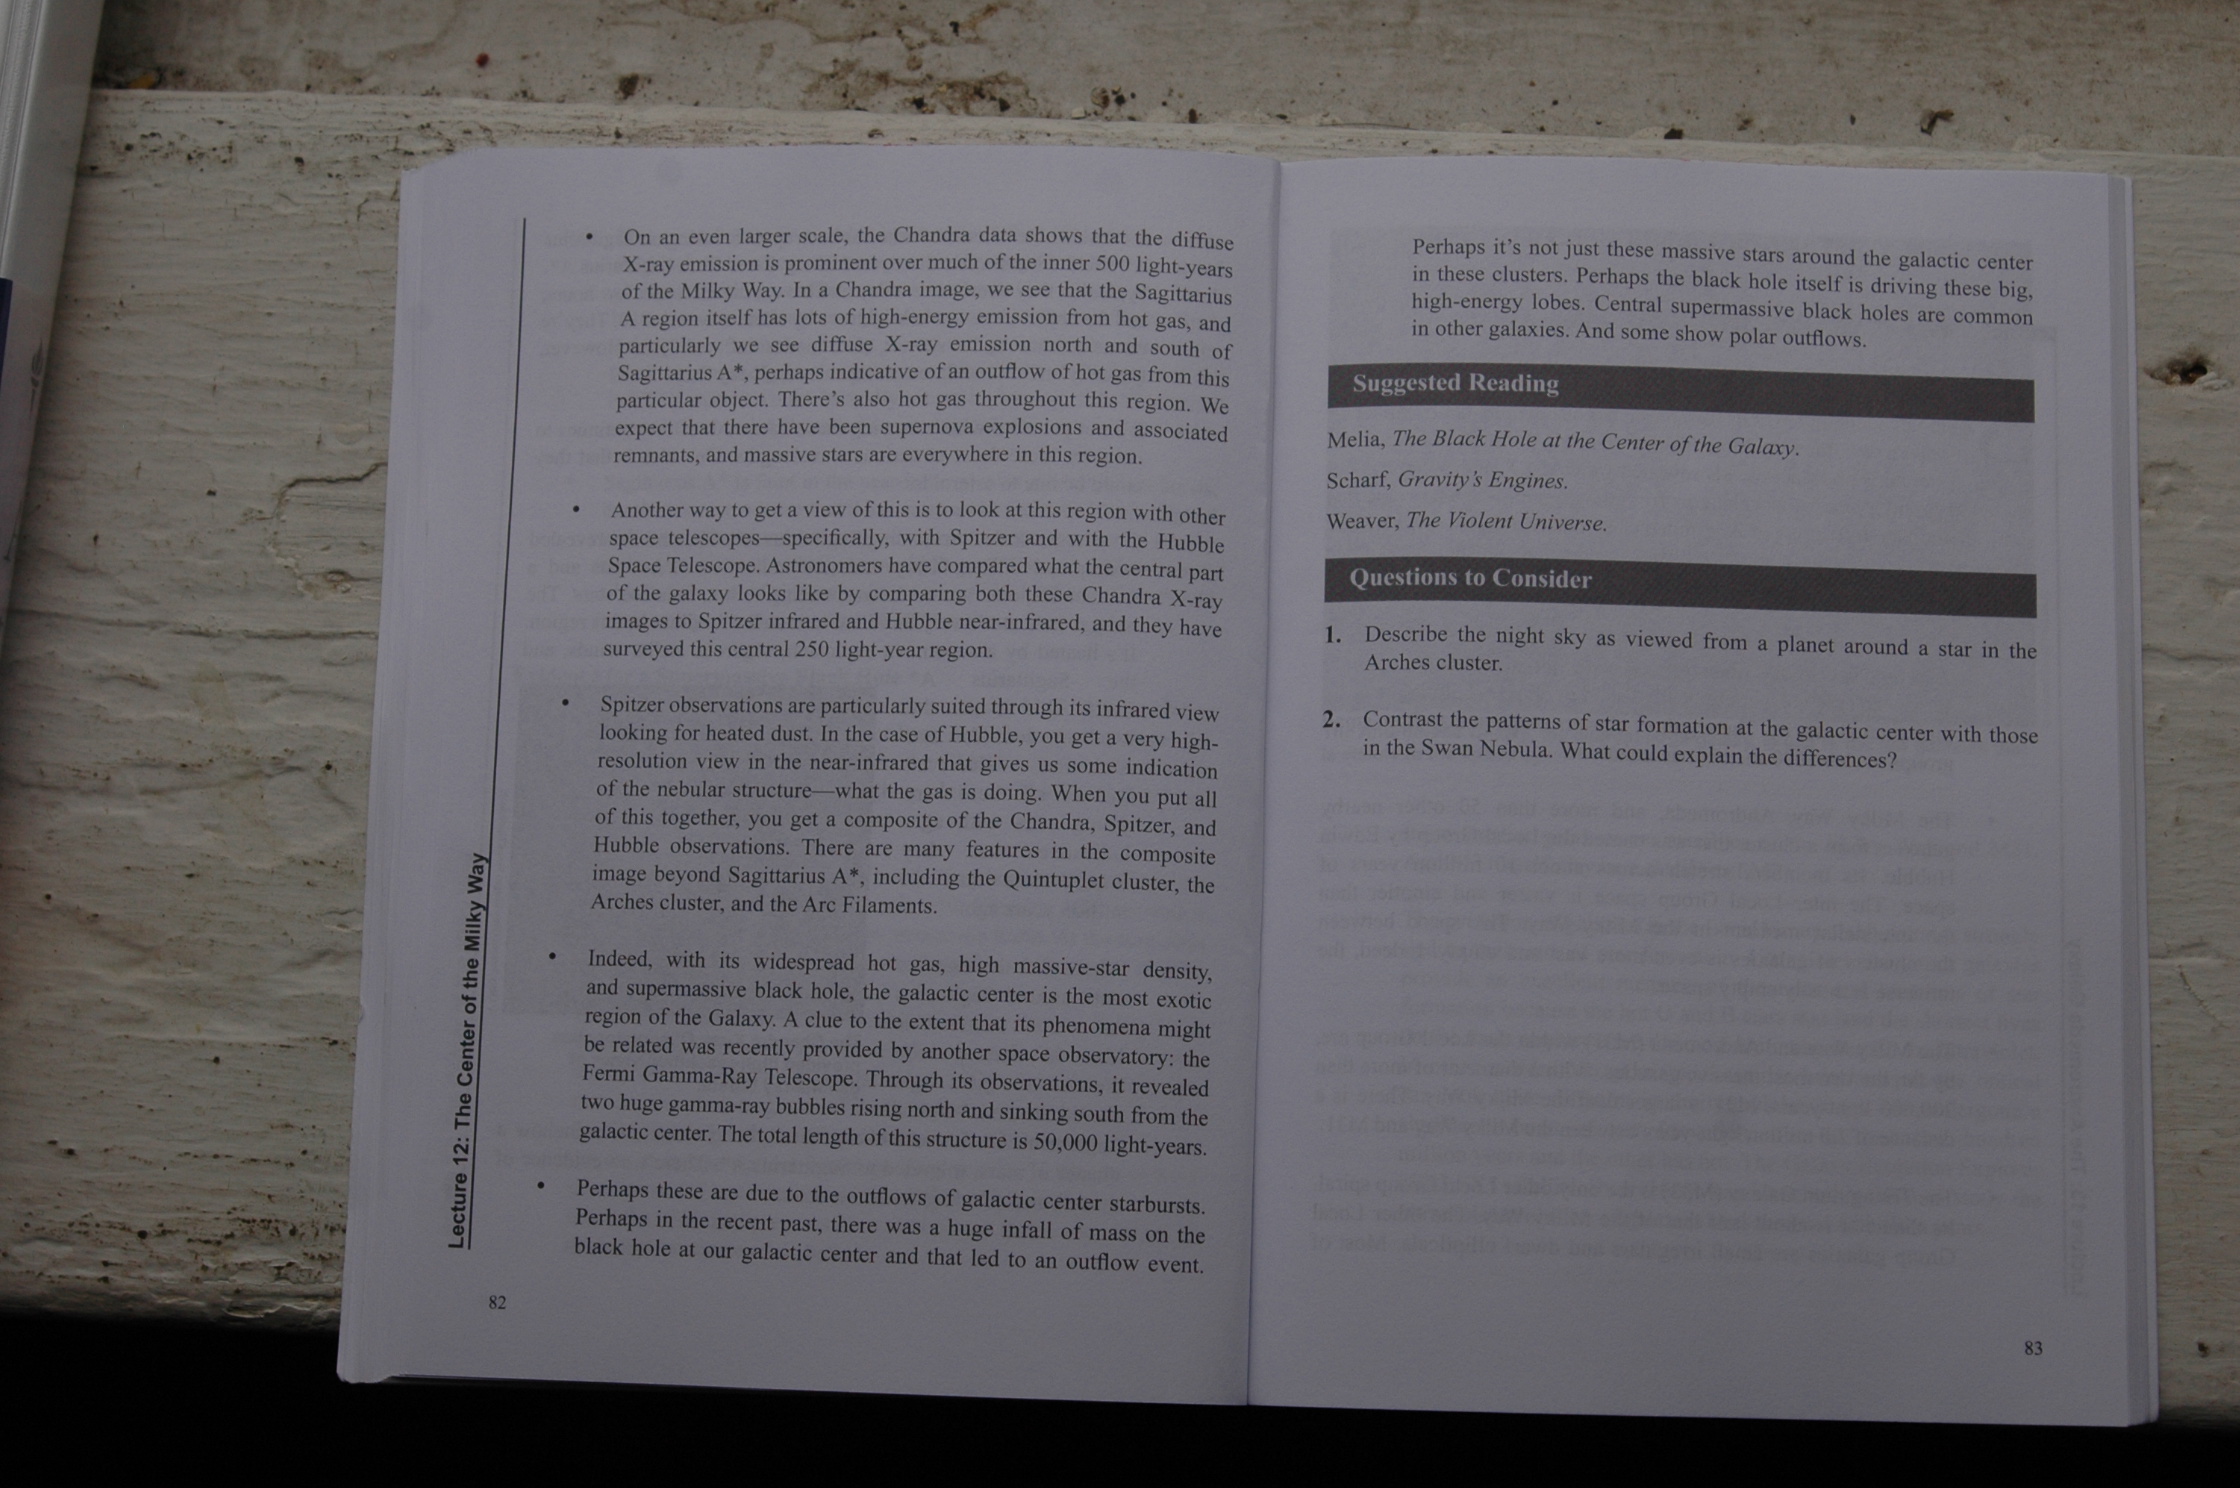 • On an even larger scale, the Chandra data shows that the diffuse
X-ray emission is prominent over much of the inner 500 light-years
of the Milky Way. In a Chandra image, we see that the Sagittarius
A region itself has lots of high-energy emission from hot gas, and
particularly we see diffuse X-ray emission north and south of
Sagittarius A*, perhaps indicative of an outflow of hot gas from this
particular object. There's also hot gas throughout this region. We
expect that there have been supernova explosions and associated
remnants, and massive stars are everywhere in this region.
• Another way to get a view of this is to look at this region with other
space telescopes—specifically, with Spitzer and with the Hubble
Space Telescope. Astronomers have compared what the central part
of the galaxy looks like by comparing both these Chandra X-ray
images to Spitzer infrared and Hubble near-infrared, and they have
surveyed this central 250 light-year region.
• Spitzer observations are particularly suited through its infrared view
looking for heated dust. In the case of Hubble, you get a very high-
resolution view in the near-infrared that gives us some indication
of the nebular structure—what the gas is doing. When you put all
of this together, you get a composite of the Chandra, Spitzer, and
Hubble observations. There are many features in the composite
image beyond Sagittarius A*, including the Quintuplet cluster, the
Arches cluster, and the Arc Filaments.
• Indeed, with its widespread hot gas, high massive-star density,
and supermassive black hole, the galactic center is the most exotic
region of the Galaxy. A clue to the extent that its phenomena might
be related was recently provided by another space observatory: the
Fermi Gamma-Ray Telescope. Through its observations, it revealed
two huge gamma-ray bubbles rising north and sinking south from the
galactic center. The total length of this structure is 50,000 light-years.
• Perhaps these are due to the outflows of galactic center starbursts.
Perhaps in the recent past, there was a huge infall of mass on the
black hole at our galactic center and that led to an outflow event.
Lecture 12: The Center of the Milky Way
82
Perhaps it's not just these massive stars around the galactic center
in these clusters. Perhaps the black hole itself is driving these big,
high-energy lobes. Central supermassive black holes are common
in other galaxies. And some show polar outflows.
Suggested Reading
Melia, The Black Hole at the Center of the Galaxy.
Scharf, Gravity's Engines.
Weaver, The Violent Universe.
Questions to Consider
1. Describe the night sky as viewed from a planet around a star in the
Arches cluster.
2. Contrast the patterns of star formation at the galactic center with those
in the Swan Nebula. What could explain the differences?
83